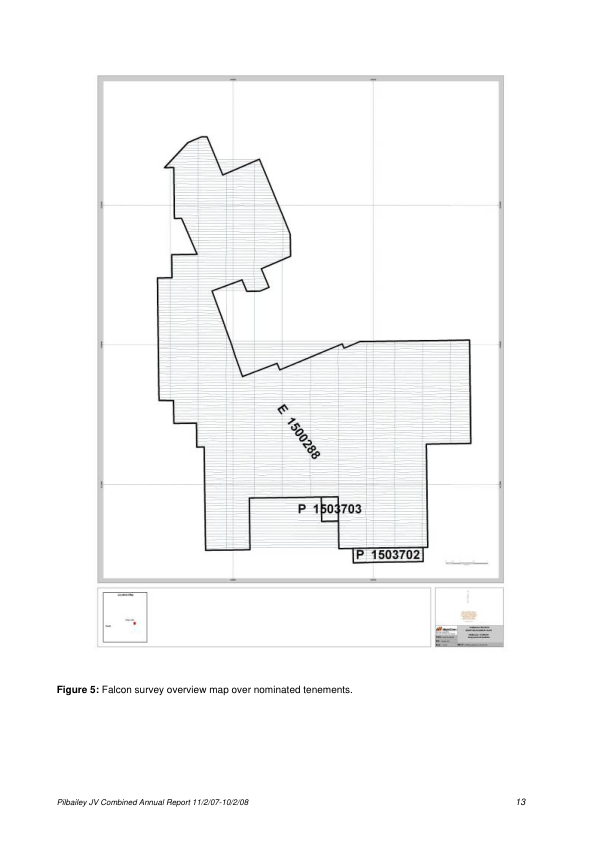 E 1500288
P 1503703
P 1503702
Figure 5: Falcon survey overview map over nominated tenements.
Pilbailey JV Combined Annual Report 11/2/07-10/2/08
13